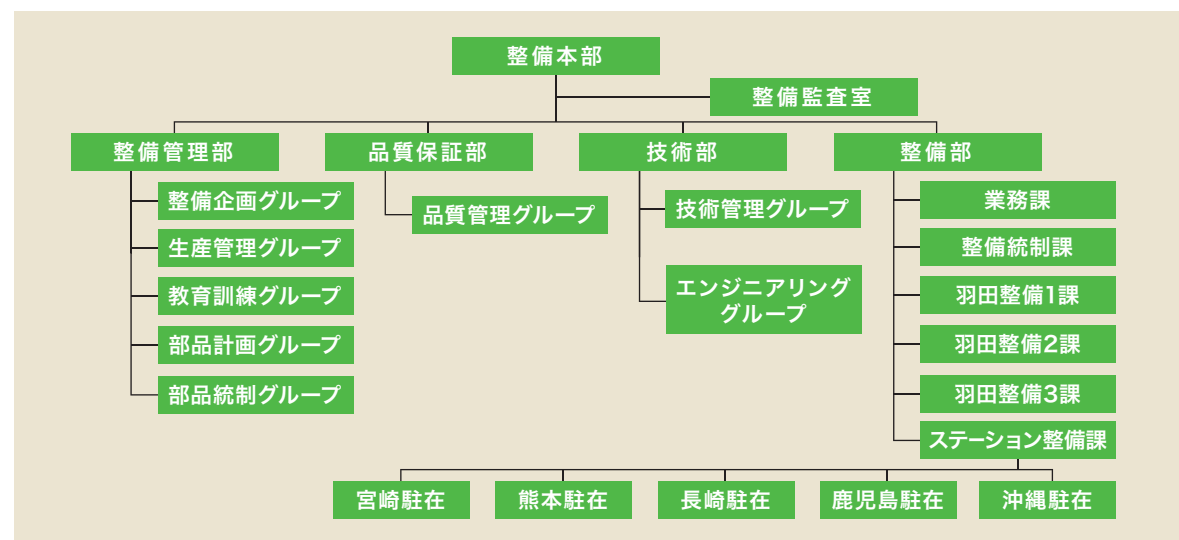 整備本部
整備監査室
整備管理部
品質保証部
技術部
整備部
整備企画グループ
生産管理グループ
教育訓練グループ
部品計画グループ
部品統制グループ
品質管理グループ
技術管理グループ
エンジニアリング
グループ
業務課
整備統制課
羽田整備1課
羽田整備2課
羽田整備3課
ステーション整備課
宮崎駐在
熊本駐在
長崎駐在
鹿児島駐在
沖縄駐在